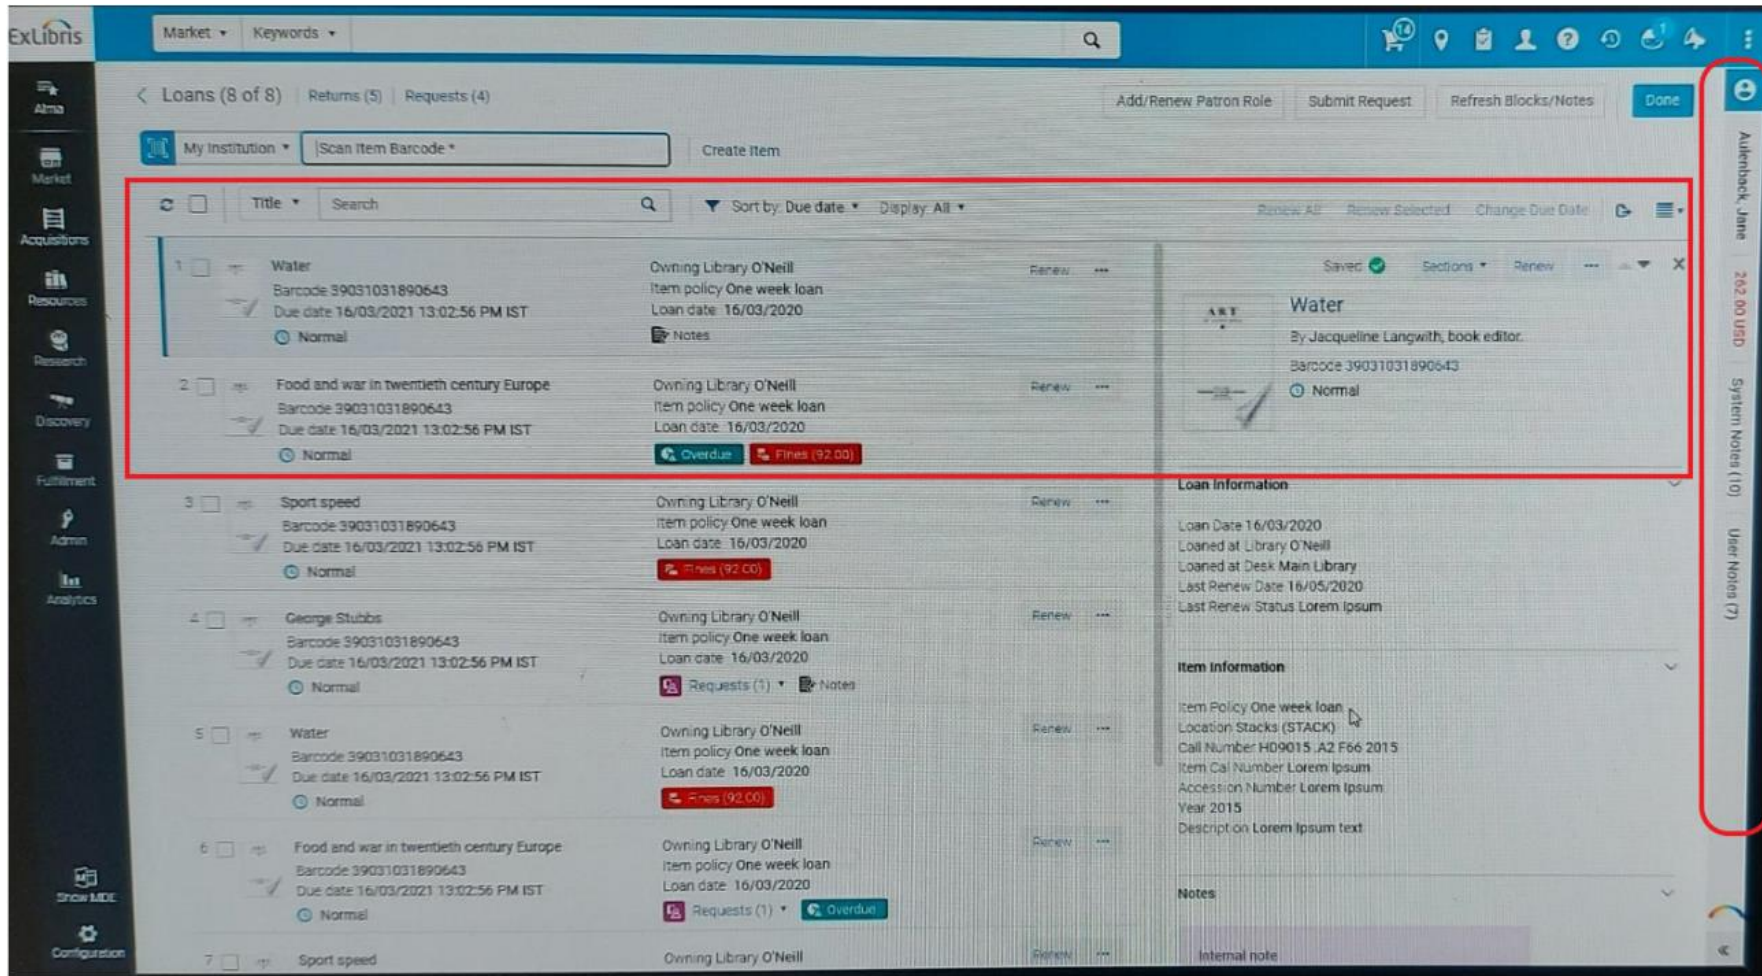 ExLibris
Market
Keywords
14
1
Alma
Market
Acquisitions
Resources
Research
Discovery
Fulfillment
Admin
Analytics
Show MDE
Configuration
Loans (8 of 8)
Returns (5)
Requests (4)
Add/Renew Patron Role
Submit Request
Refresh Blocks/Notes
Done
My Institution
Scan Item Barcode *
Create Item
Title
Search
Sort by: Due date
Display: All
Renew All
Renew Selected
Change Due Date
1
Water
Barcode 39031031890643
Due date 16/03/2021 13:02:56 PM IST
Normal
Owning Library O'Neill
Item policy One week loan
Loan date 16/03/2020
Notes
Renew
2
Food and war in twentieth century Europe
Barcode 39031031890643
Due date 16/03/2021 13:02:56 PM IST
Normal
Owning Library O'Neill
Item policy One week loan
Loan date 16/03/2020
Overdue
Fines (92.00)
Renew
3
Sport speed
Barcode 39031031890643
Due date 16/03/2021 13:02:56 PM IST
Normal
Owning Library O'Neill
Item policy One week loan
Loan date 16/03/2020
Fines (92.00)
Renew
4
George Stubbs
Barcode 39031031890643
Due date 16/03/2021 13:02:56 PM IST
Normal
Owning Library O'Neill
Item policy One week loan
Loan date 16/03/2020
Requests (1)
Notes
Renew
5
Water
Barcode 39031031890643
Due date 16/03/2021 13:02:56 PM IST
Normal
Owning Library O'Neill
Item policy One week loan
Loan date 16/03/2020
Fines (92.00)
Renew
6
Food and war in twentieth century Europe
Barcode 39031031890643
Due date 16/03/2021 13:02:56 PM IST
Normal
Owning Library O'Neill
Item policy One week loan
Loan date 16/03/2020
Requests (1)
Overdue
Renew
7
Sport speed
Owning Library O'Neill
Renew
Saved
Sections
Renew
ART
Water
By Jacqueline Langwith, book editor.
Barcode 39031031890643
Normal
Loan Information
Loan Date 16/03/2020
Loaned at Library O'Neill
Loaned at Desk Main Library
Last Renew Date 16/05/2020
Last Renew Status Lorem Ipsum
Item Information
Item Policy One week loan
Location Stacks (STACK)
Call Number H09015 .A2 F66 2015
Item Cal Number Lorem Ipsum
Accession Number Lorem Ipsum
Year 2015
Description Lorem Ipsum text
Notes
Internal note
Aulenback, Jane
262.00 USD
System Notes (10)
User Notes (7)